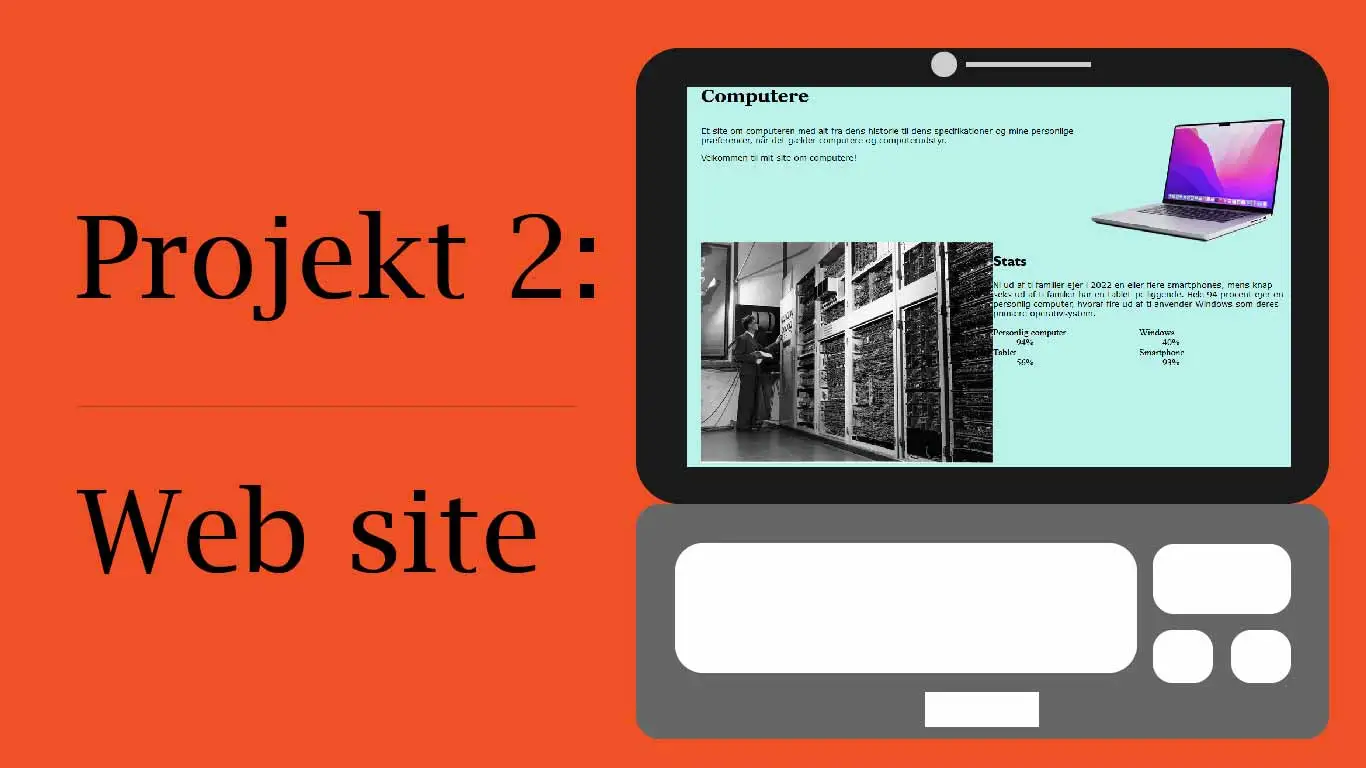 Projekt 2:
Web site
Computere
Et site om computeren med alt fra dens historie til dens specifikationer og mine personlige
præferencer, når det gælder computere og computerudstyr.
Velkommen til mit site om computere!
Stats
Ni ud af ti familier ejer i 2022 en eller flere smartphones, mens knap
seks ud af ti familier har en tablet på liggende. Hele 94 procent ejer en
personlig computer, hvoraf fire ud af ti anvender Windows som deres
primære operativsystem.
Personlig computer
94%
Tablet
56%
Windows
40%
Smartphone
93%